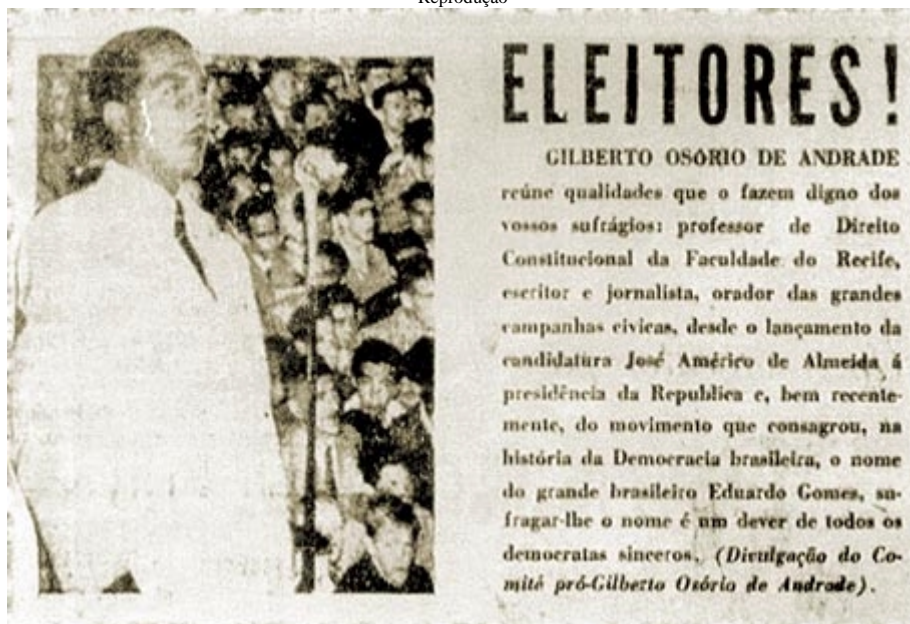 Reprodução
ELEITORES!
GILBERTO OSÓRIO DE ANDRADE
reúne qualidades que o fazem digno dos
vossos sufrágios: professor de Direito
Constitucional da Faculdade do Recife,
escritor e jornalista, orador das grandes
campanhas civicas, desde o lançamento da
candidatura José Américo de Almeida á
presidência da Republica e, bem recente-
mente, do movimento que consagrou, na
história da Democracia brasileira, o nome
do grande brasileiro Eduardo Gomes, su-
fragar-lhe o nome é um dever de todos os
democratas sinceros. (Divulgação do Co-
mité pró-Gilberto Osório de Andrade).